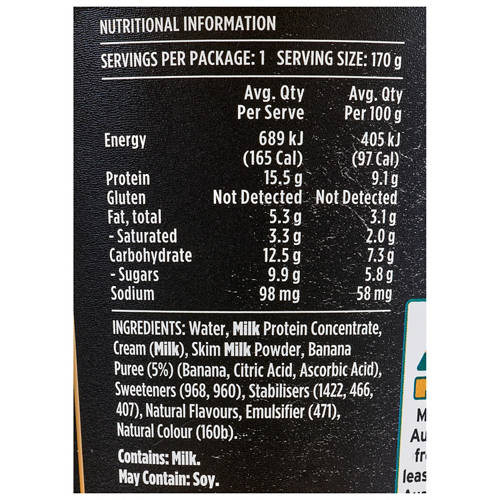 NUTRITIONAL INFORMATION
SERVINGS PER PACKAGE: 1 SERVING SIZE: 170 g
Avg. Qty Avg. Qty
Per Serve Per 100 g
Energy 689 kJ 405 kJ
(165 Cal) (97 Cal)
Protein 15.5 g 9.1 g
Gluten Not Detected Not Detected
Fat, total 5.3 g 3.1 g
- Saturated 3.3 g 2.0 g
Carbohydrate 12.5 g 7.3 g
- Sugars 9.9 g 5.8 g
Sodium 98 mg 58 mg
INGREDIENTS: Water, Milk Protein Concentrate,
Cream (Milk), Skim Milk Powder, Banana
Puree (5%) (Banana, Citric Acid, Ascorbic Acid),
Sweeteners (968, 960), Stabilisers (1422, 466,
407), Natural Flavours, Emulsifier (471),
Natural Colour (160b).
Contains: Milk.
May Contain: Soy.